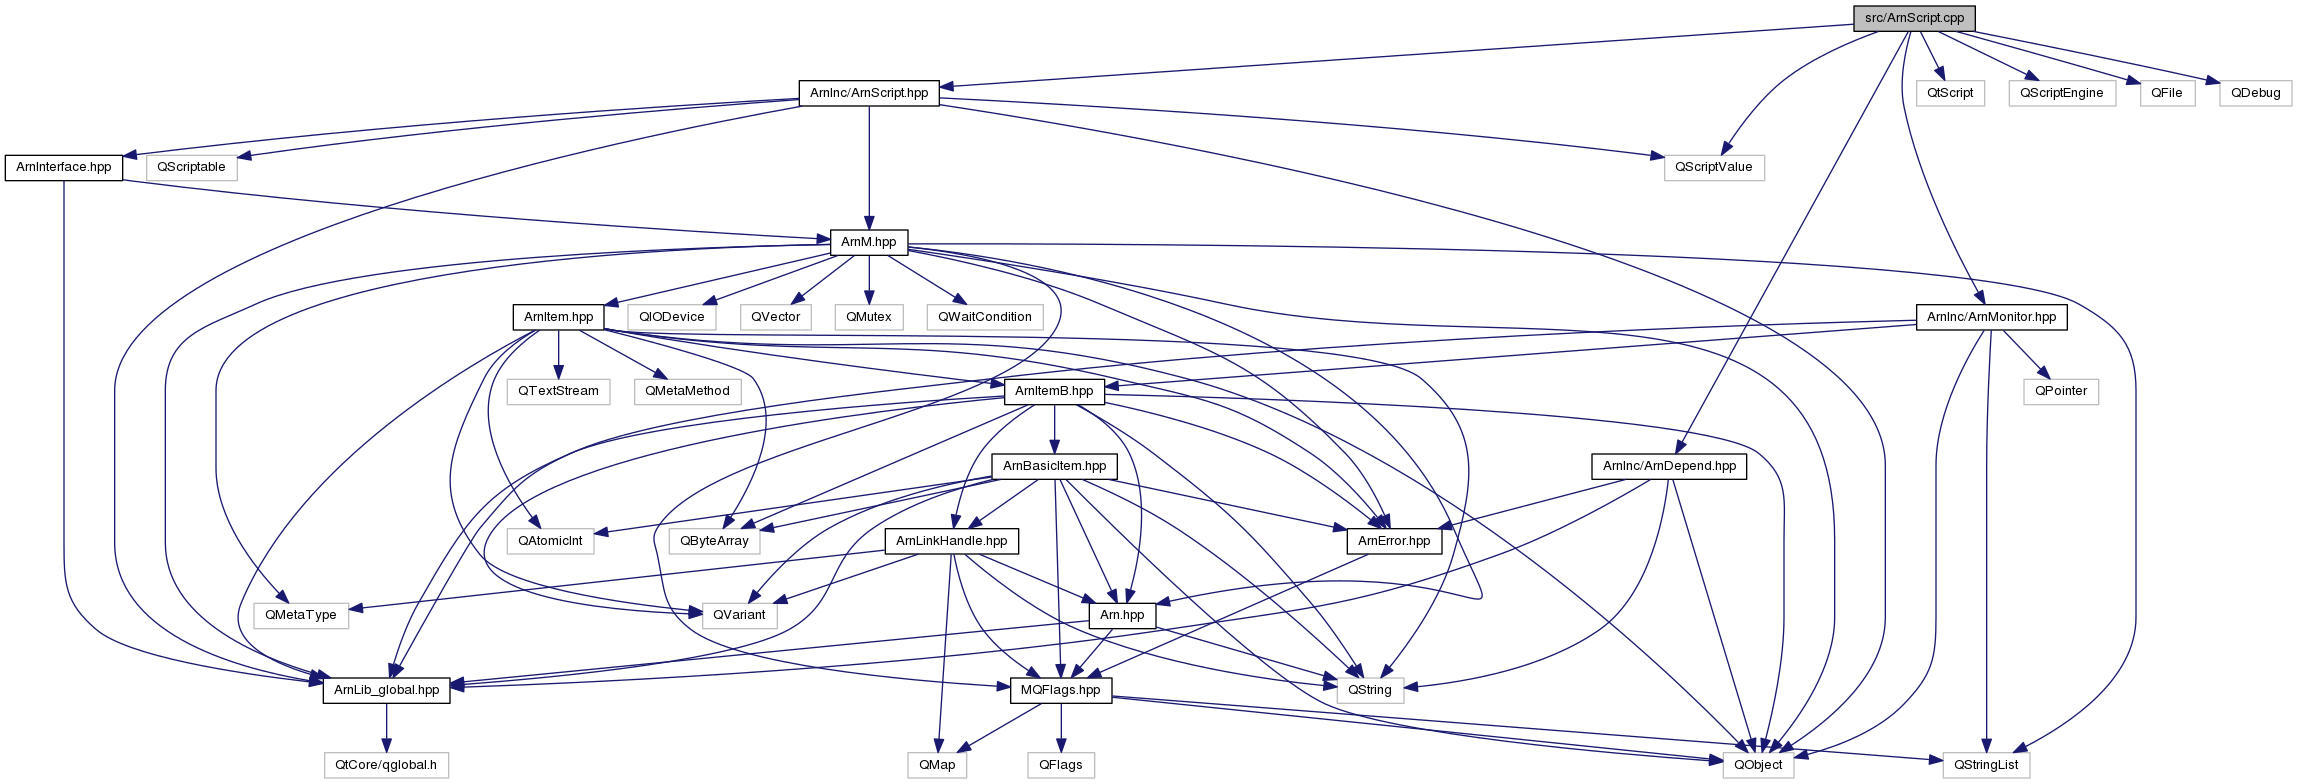 src/ArnScript.cpp
ArnInc/ArnScript.hpp
QtScript
QScriptEngine
QFile
QDebug
ArnInterface.hpp
QScriptable
QScriptValue
ArnM.hpp
ArnItem.hpp
QIODevice
QVector
QMutex
QWaitCondition
ArnInc/ArnMonitor.hpp
QTextStream
QMetaMethod
ArnItemB.hpp
QPointer
ArnBasicItem.hpp
ArnInc/ArnDepend.hpp
QAtomicInt
QByteArray
ArnLinkHandle.hpp
ArnError.hpp
QMetaType
QVariant
Arn.hpp
ArnLib_global.hpp
MQFlags.hpp
QString
QtCore/qglobal.h
QMap
QFlags
QObject
QStringList